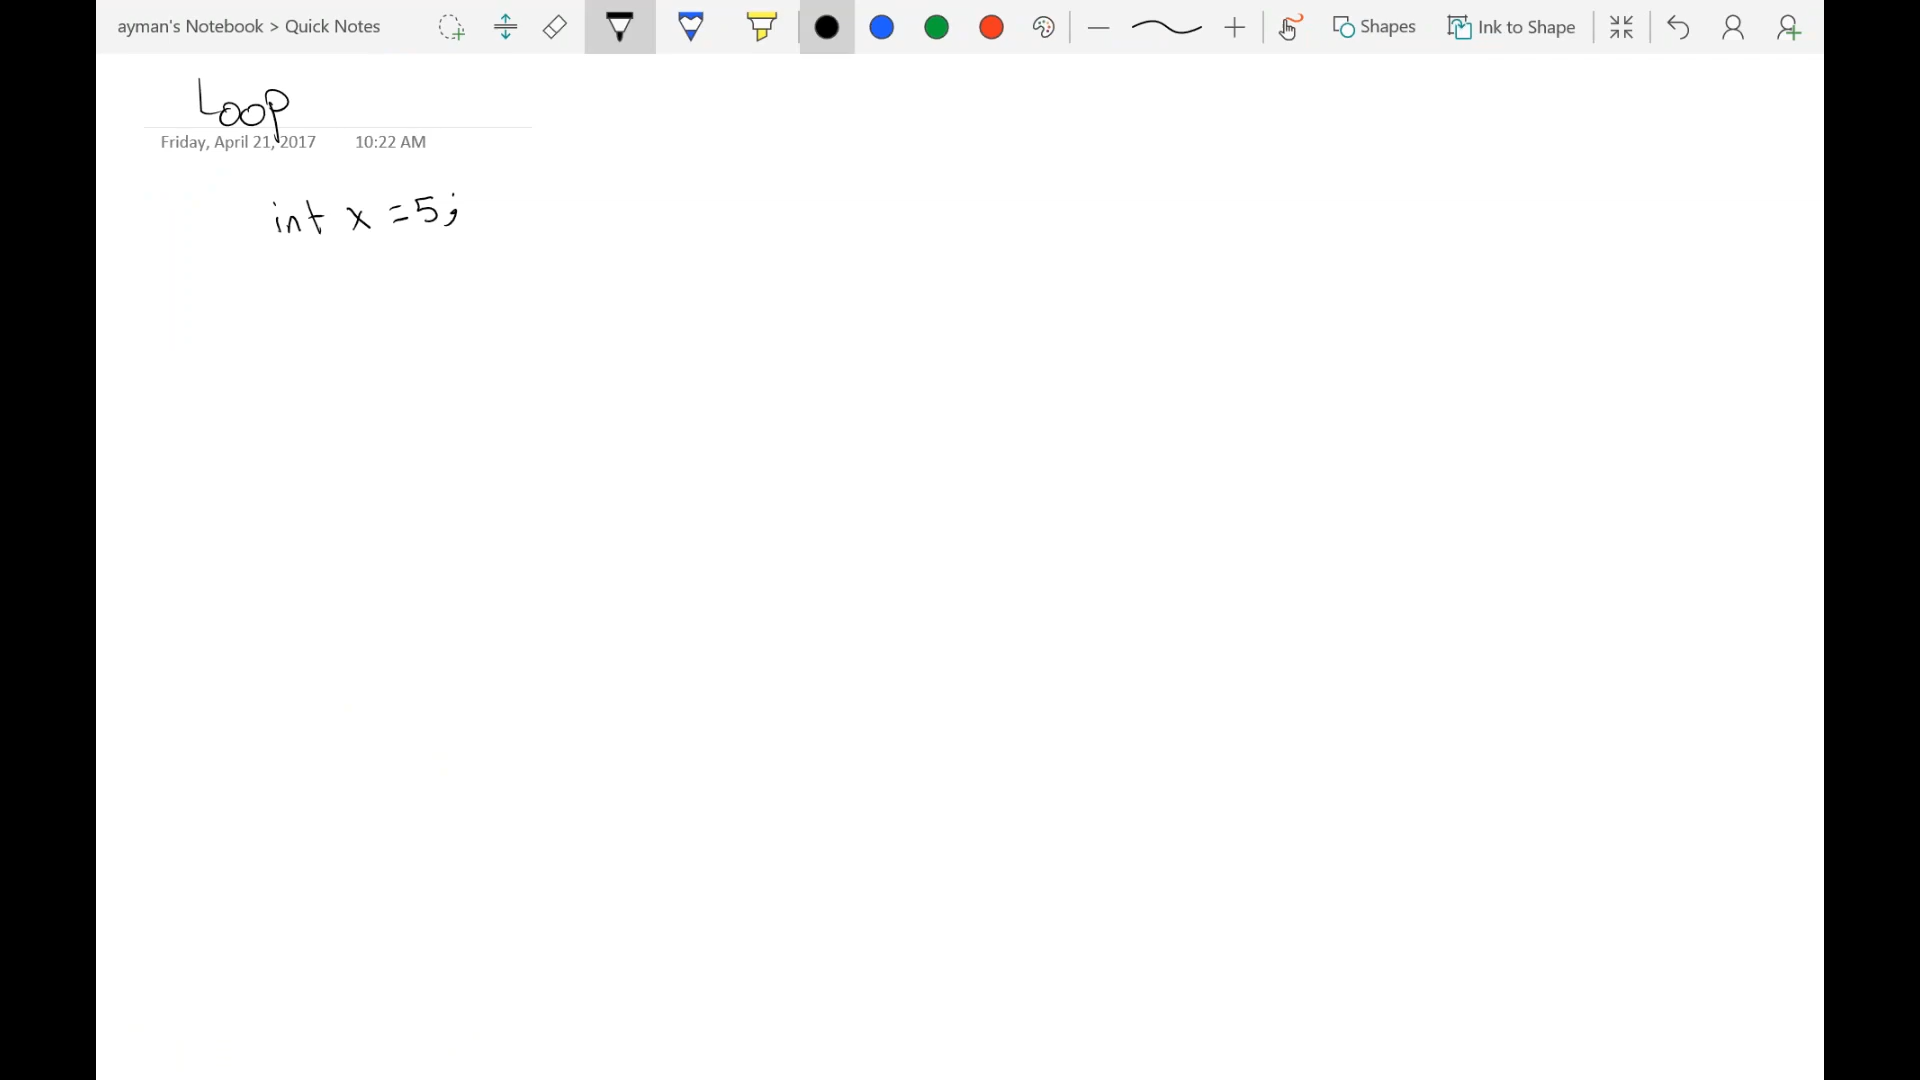 ayman's Notebook > Quick Notes
Shapes
Ink to Shape
Loop
Friday, April 21, 2017 10:22 AM
int x = 5;